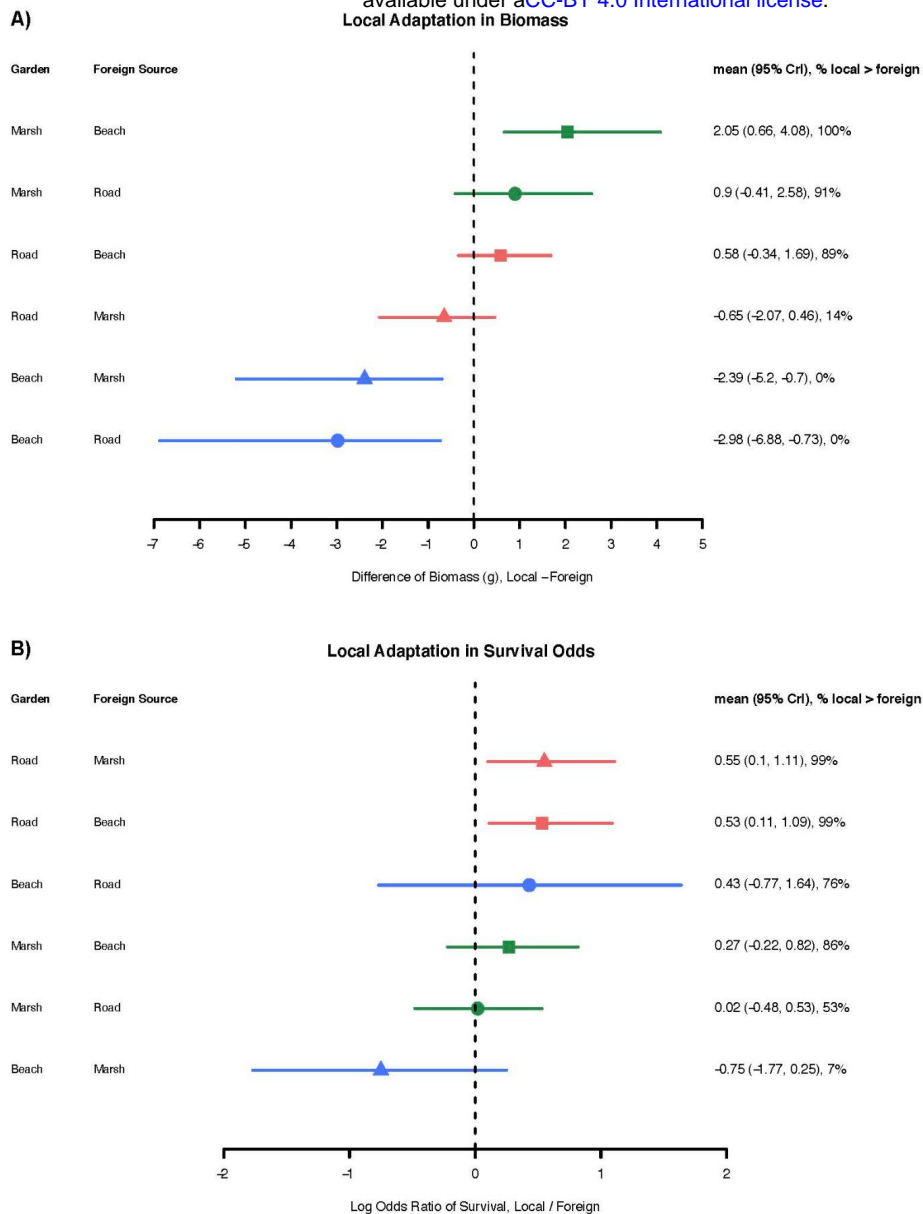 available under aCC-BY 4.0 International license.
A)
Local Adaptation in Biomass
Garden Foreign Source mean (95% CrI), % local > foreign
Marsh Beach 2.05 (0.66, 4.08), 100%
Marsh Road 0.9 (-0.41, 2.58), 91%
Road Beach 0.58 (-0.34, 1.69), 89%
Road Marsh -0.65 (-2.07, 0.46), 14%
Beach Marsh -2.39 (-5.2, -0.7), 0%
Beach Road -2.98 (-6.88, -0.73), 0%
-7 -6 -5 -4 -3 -2 -1 0 1 2 3 4 5
Difference of Biomass (g), Local -Foreign
B)
Local Adaptation in Survival Odds
Garden Foreign Source mean (95% CrI), % local > foreign
Road Marsh 0.55 (0.1, 1.11), 99%
Road Beach 0.53 (0.11, 1.09), 99%
Beach Road 0.43 (-0.77, 1.64), 76%
Marsh Beach 0.27 (-0.22, 0.82), 86%
Marsh Road 0.02 (-0.48, 0.53), 53%
Beach Marsh -0.75 (-1.77, 0.25), 7%
-2 -1 0 1 2
Log Odds Ratio of Survival, Local / Foreign